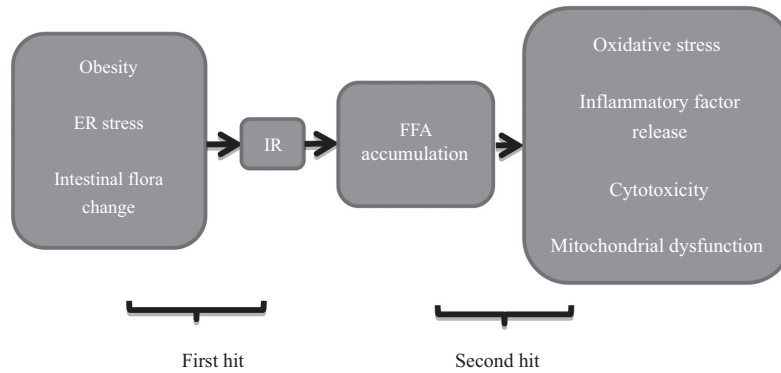 Obesity
ER stress
Intestinal flora
change
IR
FFA
accumulation
Oxidative stress
Inflammatory factor
release
Cytotoxicity
Mitochondrial dysfunction
First hit
Second hit